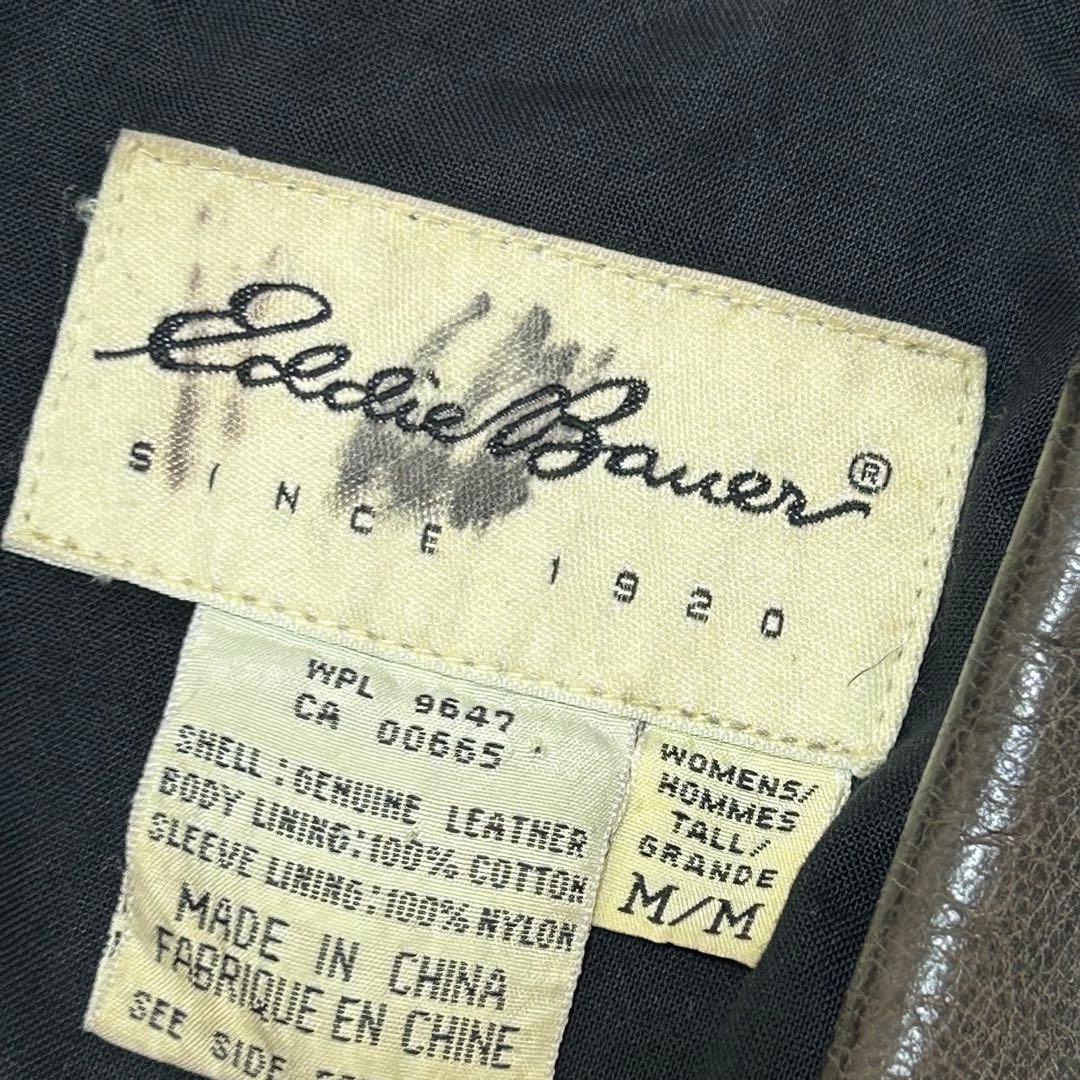 Eddie Bauer®
SINCE 1920
WPL 9647
CA 00665
SHELL: GENUINE LEATHER
BODY LINING: 100% COTTON
SLEEVE LINING: 100% NYLON
MADE IN CHINA
FABRIQUE EN CHINE
SEE SIDE
WOMENS/
HOMMES
TALL/
GRANDE
M/M